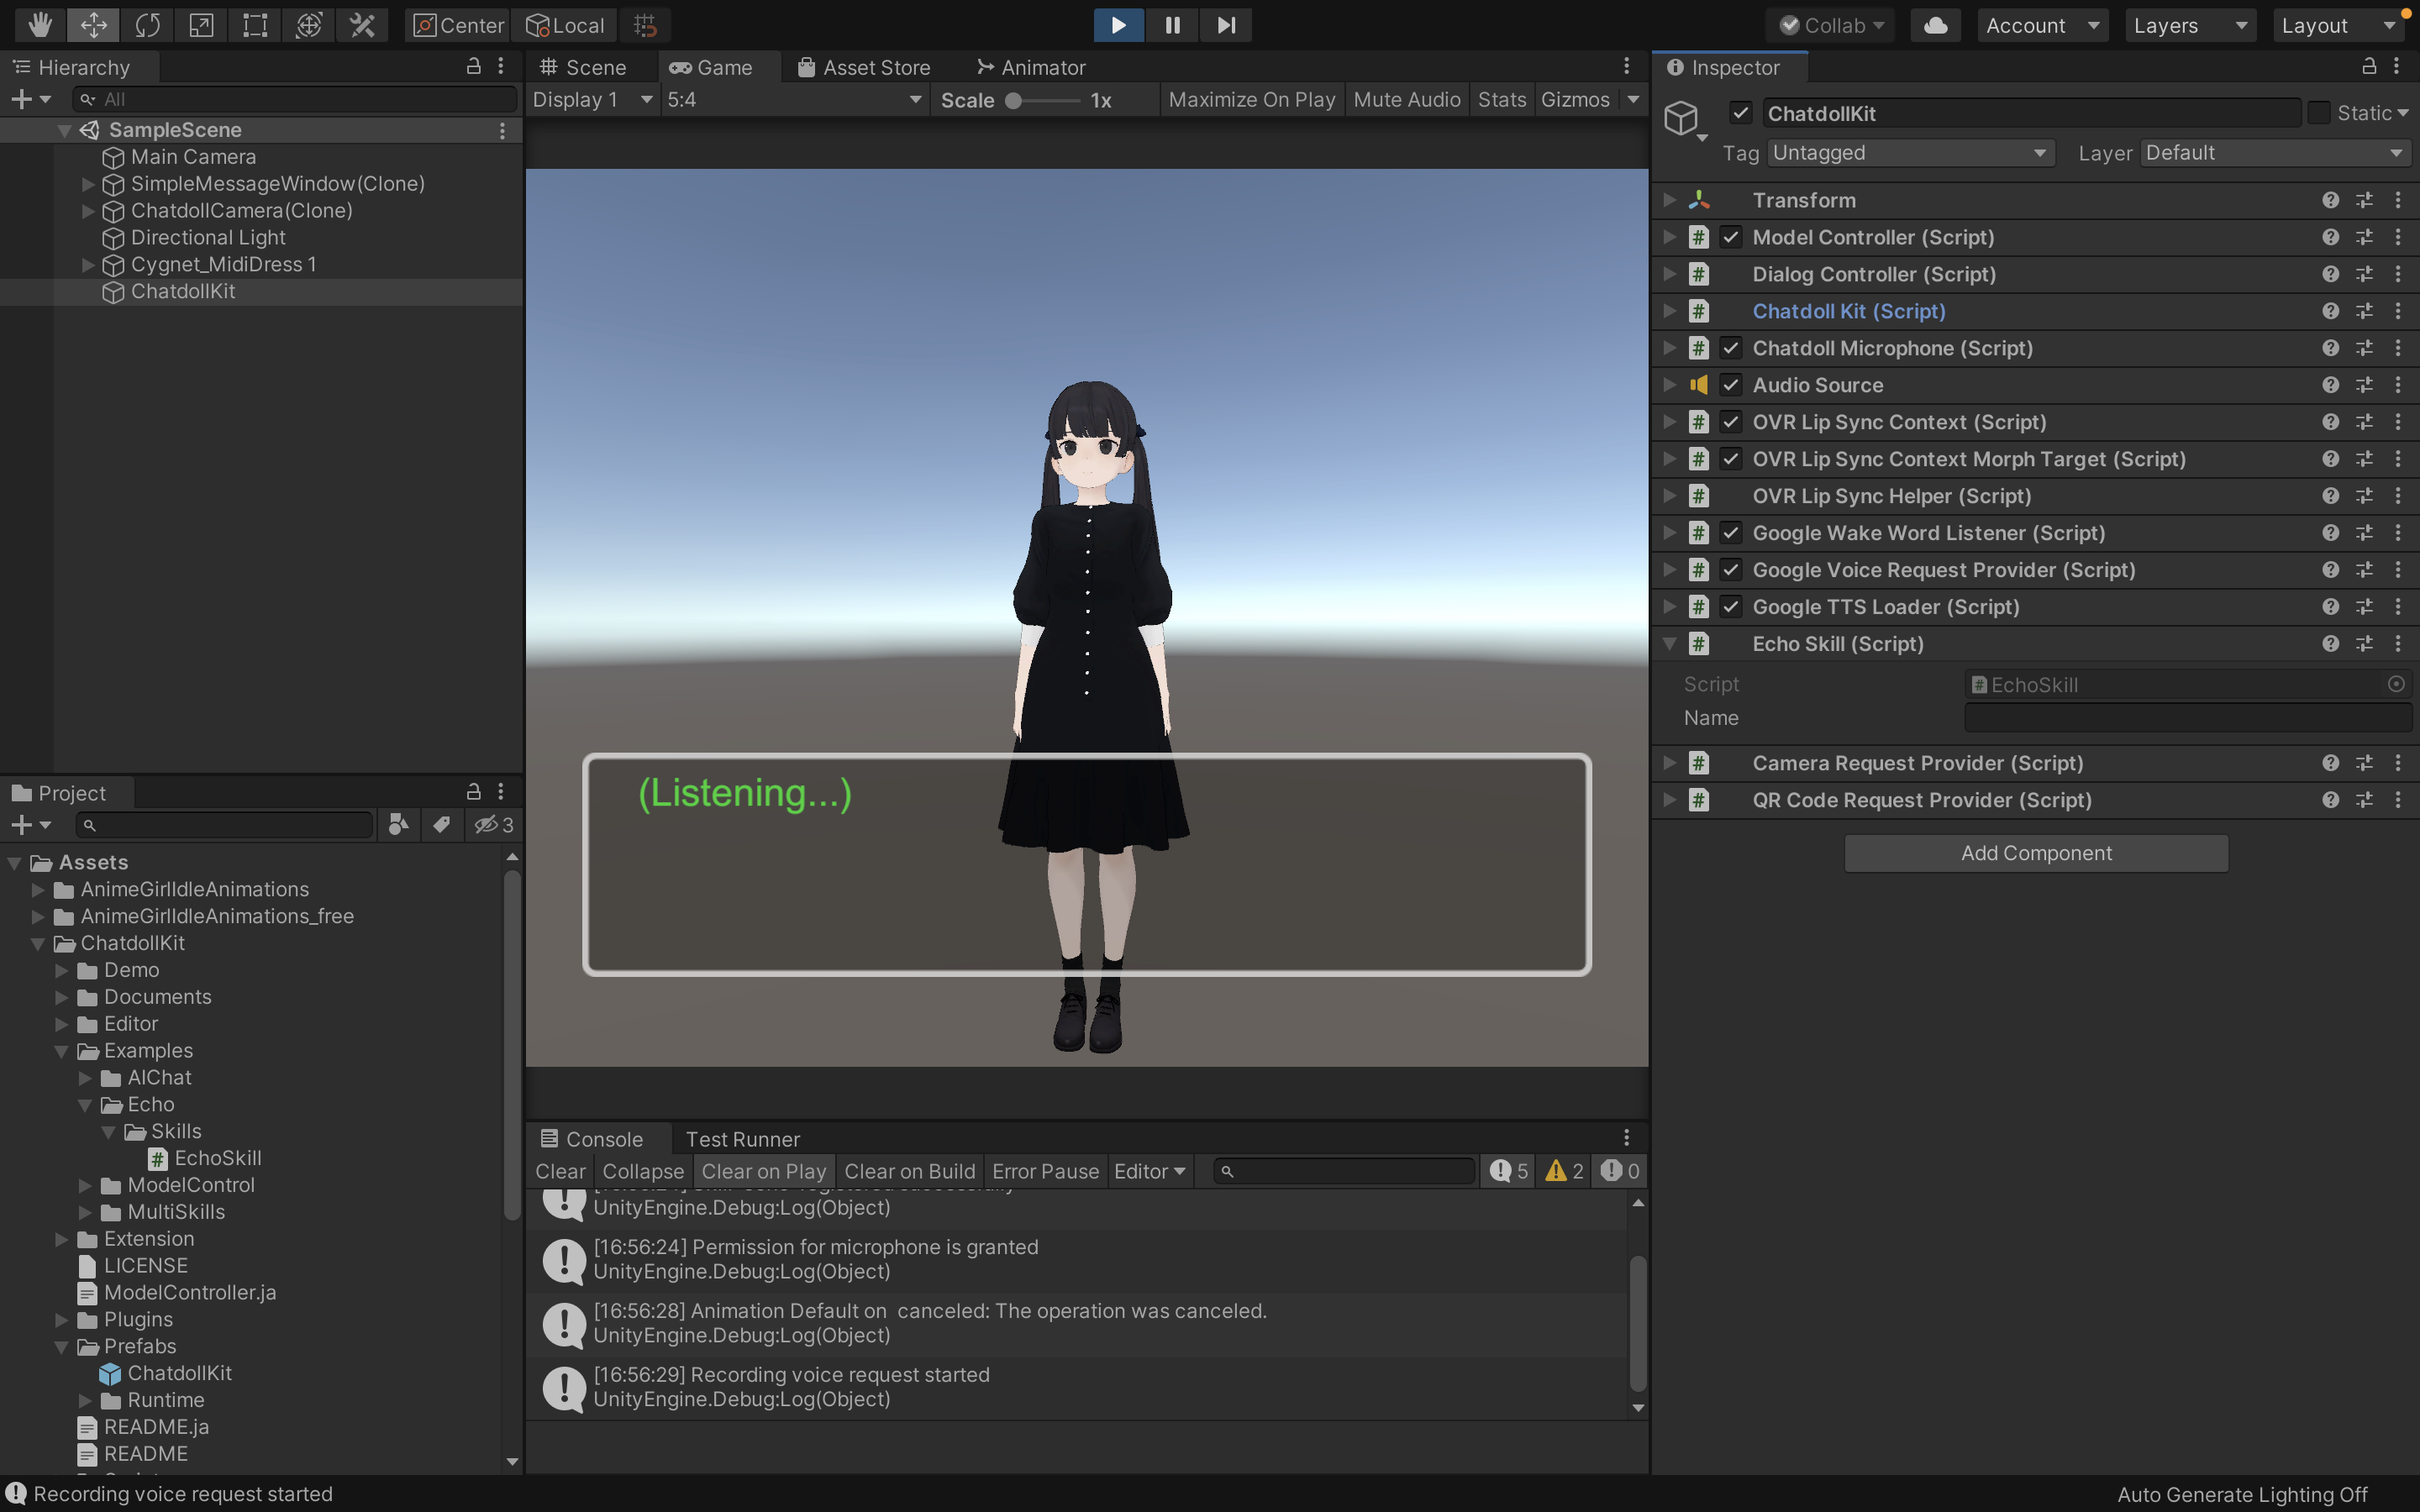 Center
Local
Collab
Account
Layers
Layout
Hierarchy
All
SampleScene
Main Camera
SimpleMessageWindow(Clone)
ChatdollCamera(Clone)
Directional Light
Cygnet_MidiDress 1
ChatdollKit
Project
3
Assets
AnimeGirlIdleAnimations
AnimeGirlIdleAnimations_free
ChatdollKit
Demo
Documents
Editor
Examples
AIChat
Echo
Skills
EchoSkill
ModelControl
MultiSkills
Extension
LICENSE
ModelController.ja
Plugins
Prefabs
ChatdollKit
Runtime
README.ja
README
Scene
Game
Asset Store
Animator
Display 1
5:4
Scale
1x
Maximize On Play
Mute Audio
Stats
Gizmos
(Listening...)
Console
Test Runner
Clear
Collapse
Clear on Play
Clear on Build
Error Pause
Editor
5
2
0
UnityEngine.Debug:Log(Object)
[16:56:24] Permission for microphone is granted
UnityEngine.Debug:Log(Object)
[16:56:28] Animation Default on  canceled: The operation was canceled.
UnityEngine.Debug:Log(Object)
[16:56:29] Recording voice request started
UnityEngine.Debug:Log(Object)
Inspector
ChatdollKit
Static
Tag
Untagged
Layer
Default
Transform
Model Controller (Script)
Dialog Controller (Script)
Chatdoll Kit (Script)
Chatdoll Microphone (Script)
Audio Source
OVR Lip Sync Context (Script)
OVR Lip Sync Context Morph Target (Script)
OVR Lip Sync Helper (Script)
Google Wake Word Listener (Script)
Google Voice Request Provider (Script)
Google TTS Loader (Script)
Echo Skill (Script)
Script
EchoSkill
Name
Camera Request Provider (Script)
QR Code Request Provider (Script)
Add Component
Recording voice request started
Auto Generate Lighting Off